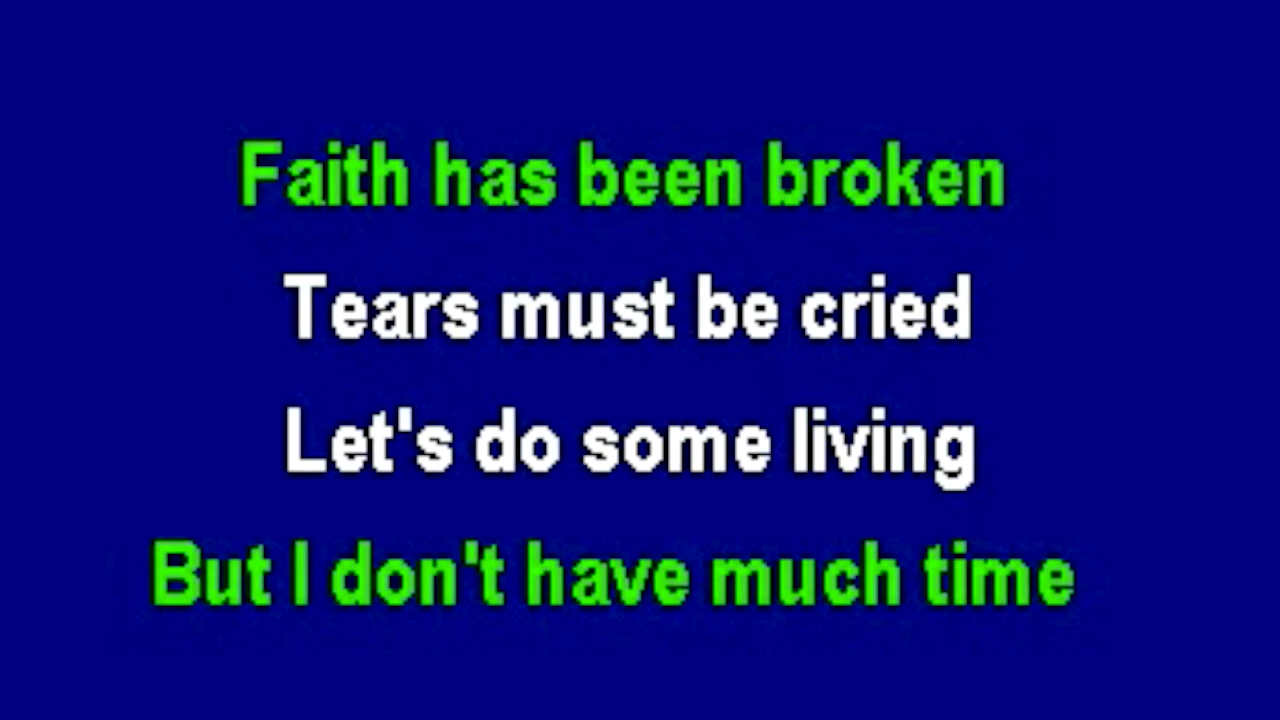 Faith has been broken
Tears must be cried
Let's do some living
But I don't have much time